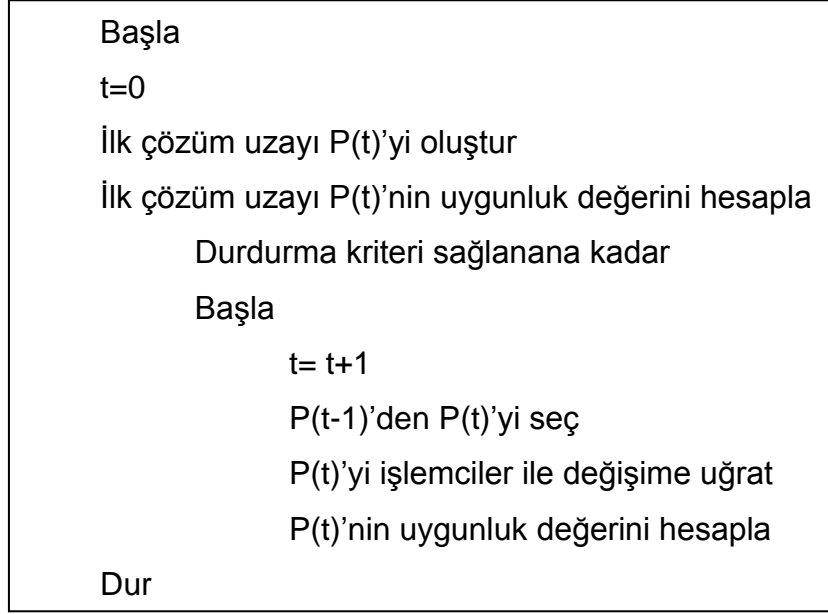 Başla
t=0
İlk çözüm uzayı P(t)’yi oluştur
İlk çözüm uzayı P(t)’nin uygunluk değerini hesapla
Durdurma kriteri sağlanana kadar
Başla
t= t+1
P(t-1)’den P(t)’yi seç
P(t)’yi işlemciler ile değişime uğrat
P(t)’nin uygunluk değerini hesapla
Dur